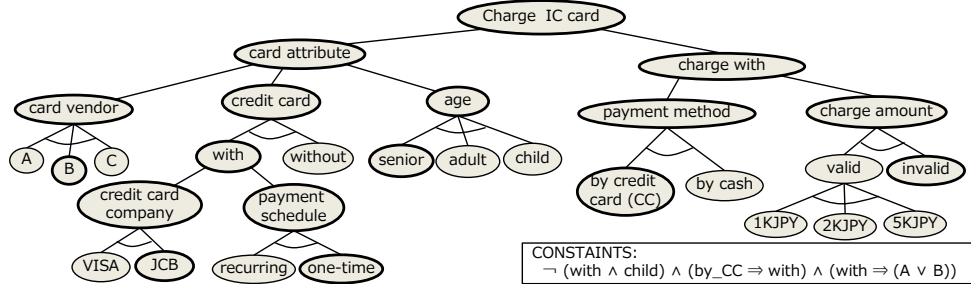 Charge IC card
card attribute
charge with
card vendor
credit card
age
payment method
charge amount
A
B
C
with
without
senior
adult
child
by credit
card (CC)
by cash
valid
invalid
credit card
company
payment
schedule
1KJPY
2KJPY
5KJPY
VISA
JCB
recurring
one-time
CONSTAINTS:
¬ (with ∧ child) ∧ (by_CC ⇒ with) ∧ (with ⇒ (A ∨ B))